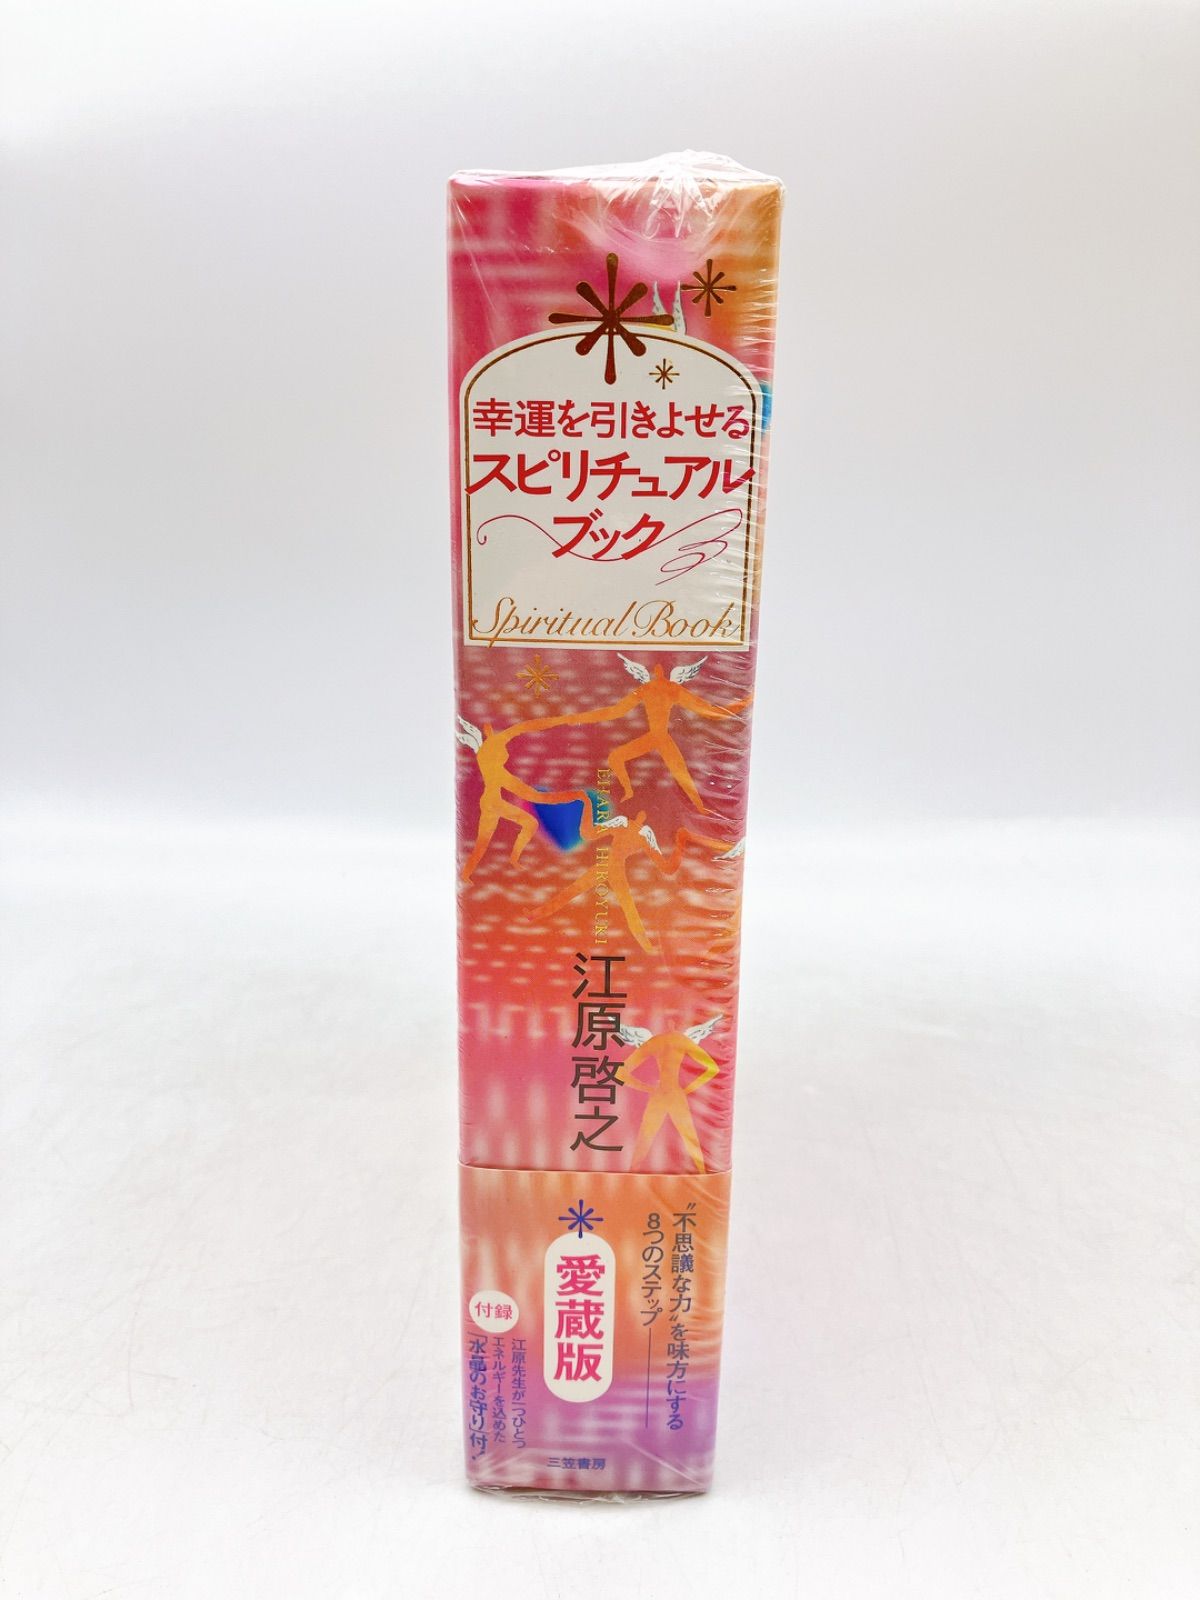 幸運を引きよせる
スピリチュアル
ブック
Spiritual Book
EHARA HIROYUKI
江原啓之
"不思議な力"を味方にする
8つのステップ――
愛蔵版
付録
江原先生が一つひとつ
エネルギーを込めた
「水晶のお守り」付!
三笠書房